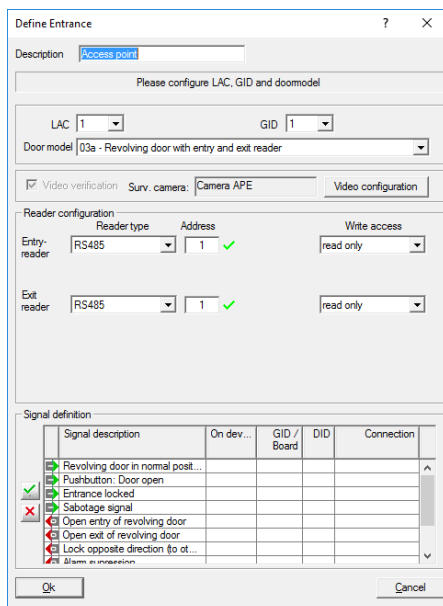 Define Entrance ? ×
Description Access point
Please configure LAC, GID and doormodel
LAC 1 GID 1
Door model 03a - Revolving door with entry and exit reader
Video verification Surv. camera: Camera APE Video configuration
Reader configuration
Reader type Address Write access
Entry-
reader RS485 1 read only
Exit
reader RS485 1 read only
Signal definition
Signal description On dev... GID /
Board DID Connection
Revolving door in normal posit...
Pushbutton: Door open
Entrance locked
Sabotage signal
Open entry of revolving door
Open exit of revolving door
Lock opposite direction (to ot...
Alarm supression
Ok Cancel